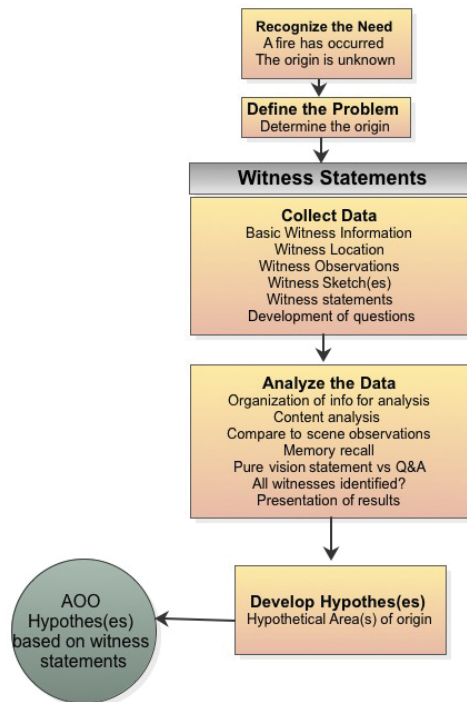 Recognize the Need
A fire has occurred
The origin is unknown
Define the Problem
Determine the origin
Witness Statements
Collect Data
Basic Witness Information
Witness Location
Witness Observations
Witness Sketch(es)
Witness statements
Development of questions
Analyze the Data
Organization of info for analysis
Content analysis
Compare to scene observations
Memory recall
Pure vision statement vs Q&A
All witnesses identified?
Presentation of results
Develop Hypothes(es)
Hypothetical Area(s) of origin
AOO
Hypothes(es)
based on witness
statements